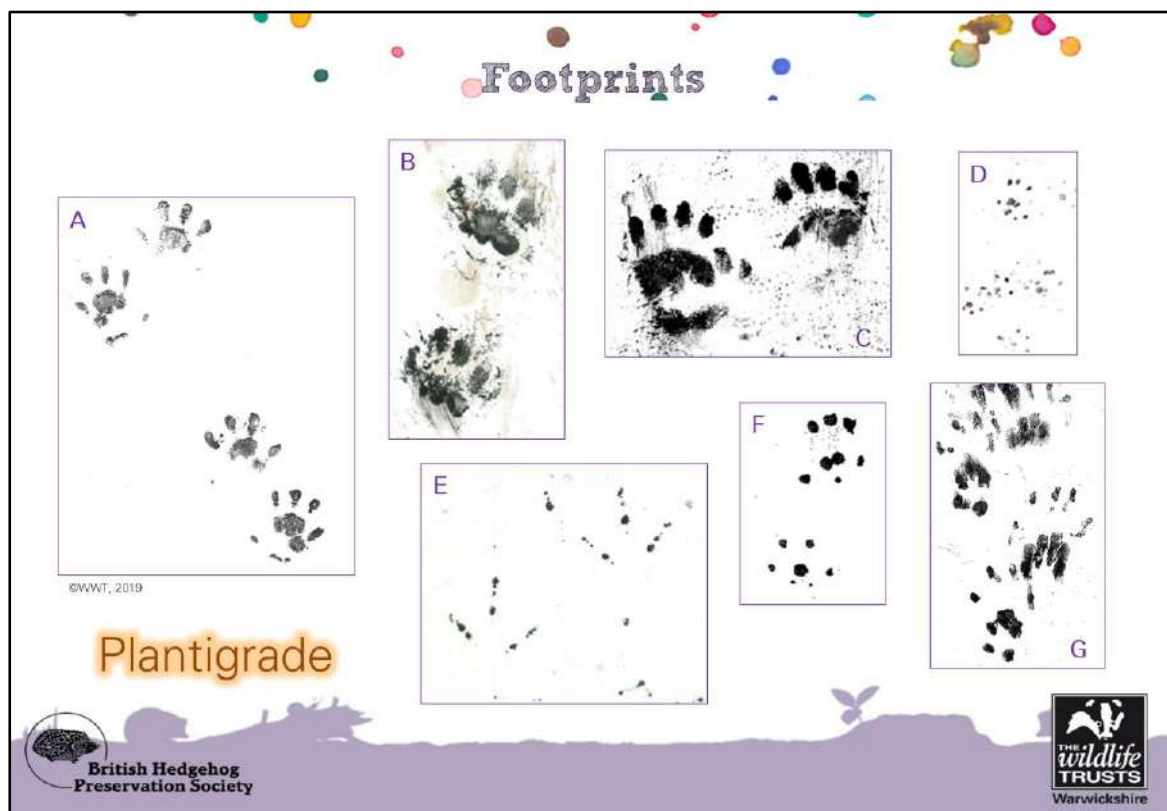 Footprints
A
B
C
D
E
F
G
©WWT, 2019
Plantigrade
British Hedgehog
Preservation Society
THE
wildlife
TRUSTS
Warwickshire